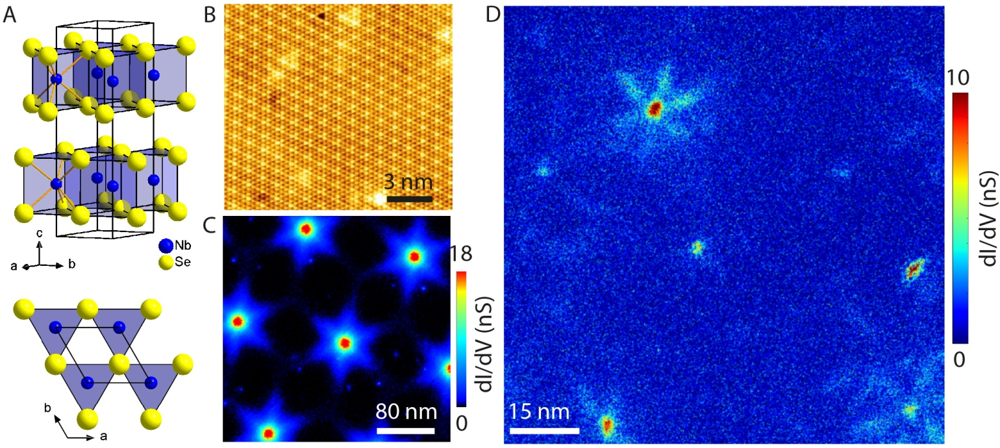 A
c
a
b
Nb
Se
b
a
B
3 nm
C
18
dI/dV (nS)
0
80 nm
D
15 nm
10
dI/dV (nS)
0